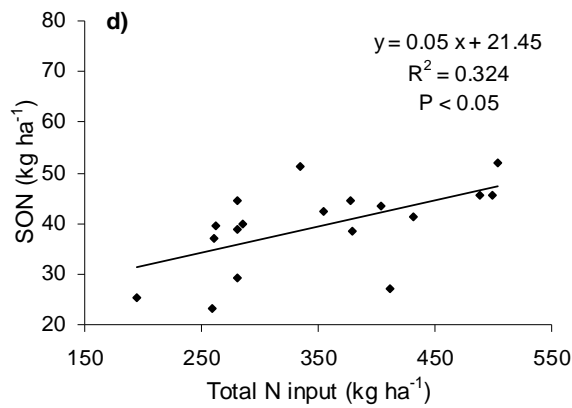 d)
y = 0.05 x + 21.45
R² = 0.324
P < 0.05
SON (kg ha⁻¹)
80
70
60
50
40
30
20
150 250 350 450 550
Total N input (kg ha⁻¹)